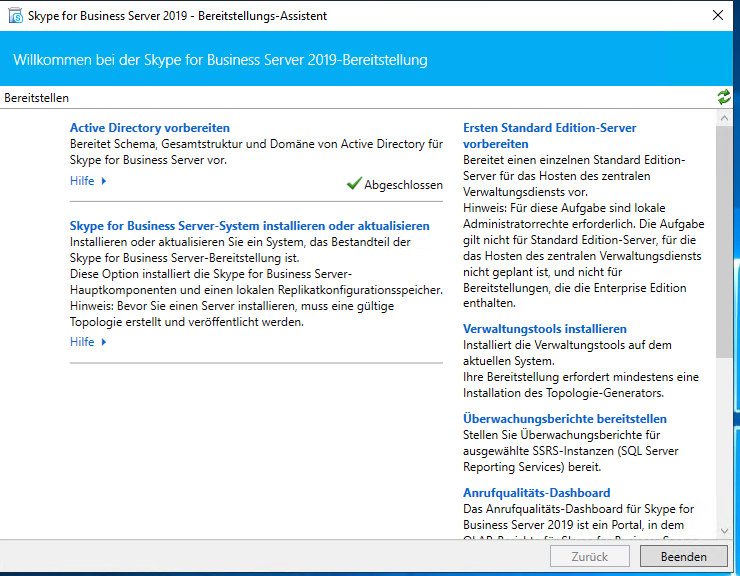 Skype for Business Server 2019 - Bereitstellungs-Assistent
Willkommen bei der Skype for Business Server 2019-Bereitstellung
Bereitstellen
Active Directory vorbereiten
Bereitet Schema, Gesamtstruktur und Domäne von Active Directory für
Skype for Business Server vor.
Hilfe
Abgeschlossen
Skype for Business Server-System installieren oder aktualisieren
Installieren oder aktualisieren Sie ein System, das Bestandteil der
Skype for Business Server-Bereitstellung ist.
Diese Option installiert die Skype for Business Server-
Hauptkomponenten und einen lokalen Replikatkonfigurationsspeicher.
Hinweis: Bevor Sie einen Server installieren, muss eine gültige
Topologie erstellt und veröffentlicht werden.
Hilfe
Ersten Standard Edition-Server
vorbereiten
Bereitet einen einzelnen Standard Edition-
Server für das Hosten des zentralen
Verwaltungsdiensts vor.
Hinweis: Für diese Aufgabe sind lokale
Administratorrechte erforderlich. Die Aufgabe
gilt nicht für Standard Edition-Server, für die
das Hosten des zentralen Verwaltungsdiensts
nicht geplant ist, und nicht für
Bereitstellungen, die die Enterprise Edition
enthalten.
Verwaltungstools installieren
Installiert die Verwaltungstools auf dem
aktuellen System.
Ihre Bereitstellung erfordert mindestens eine
Installation des Topologie-Generators.
Überwachungsberichte bereitstellen
Stellen Sie Überwachungsberichte für
ausgewählte SSRS-Instanzen (SQL Server
Reporting Services) bereit.
Anrufqualitäts-Dashboard
Das Anrufqualitäts-Dashboard für Skype for
Business Server 2019 ist ein Portal, in dem
Zurück
Beenden